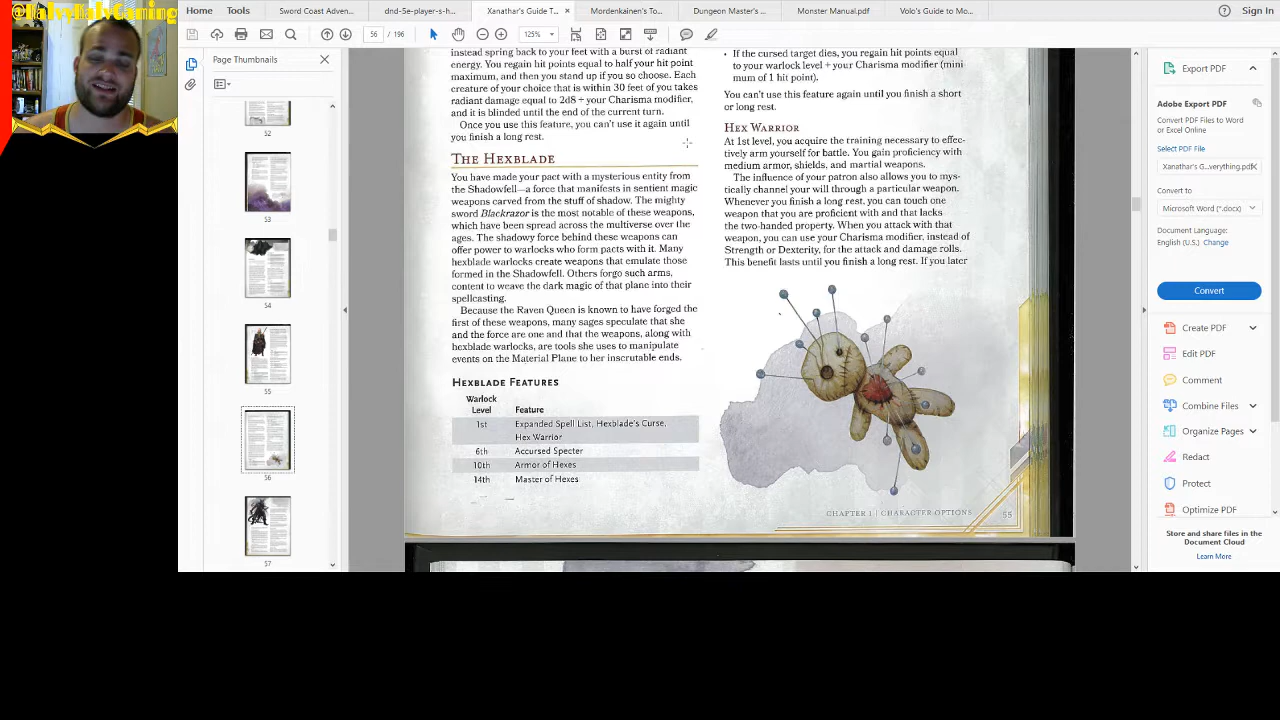 @HalvyHalvGaming
Home
Tools
Sword Coast Adven...
dnd-5e-player-s-h...
Xanathar's Guide T...
Mordenkainen's To...
Dungeon Master
Monster Manual.pdf
Volo's Guide to Mo...
Sign In
56 / 196
125%
Page Thumbnails
52
53
54
55
56
57
instead spring back to your feet with a burst of radiant
energy. You regain hit points equal to half your hit point
maximum, and then you stand up if you so choose. Each
creature of your choice that is within 30 feet of you takes
radiant damage equal to 2d8 + your Charisma modifier,
and it is blinded until the end of the current turn.
Once you use this feature, you can't use it again until
you finish a long rest.
The Hexblade
You have made your pact with a mysterious entity from
the Shadowfell—a force that manifests in sentient magic
weapons carved from the stuff of shadow. The mighty
sword Blackrazor is the most notable of these weapons,
which have been spread across the multiverse over the
ages. The shadowy force behind these weapons can
offer power to warlocks who form pacts with it. Many
hexblade warlocks create weapons that emulate those
formed in the Shadowfell. Others forgo such arms,
content to weave the dark magic of that plane into their
spellcasting.
Because the Raven Queen is known to have forged the
first of these weapons, many sages speculate that she
and the force are one and that the weapons, along with
hexblade warlocks, are tools she uses to manipulate
events on the Material Plane to her inscrutable ends.
Hexblade Features
Warlock
Level Feature
1st Spell List, Hexblade's Curse,
6th Accursed Specter
10th Armor of Hexes
14th Master of Hexes
• If the cursed target dies, you regain hit points equal
to your warlock level + your Charisma modifier (mini
mum of 1 hit point).
You can't use this feature again until you finish a short
or long rest.
Hex Warrior
At 1st level, you acquire the training necessary to effec-
tively arm yourself for battle. You gain proficiency with
medium armor, shields, and martial weapons.
The influence of your patron also allows you to mys-
tically channel your will through a particular weapon.
Whenever you finish a long rest, you can touch one
weapon that you are proficient with and that lacks
the two-handed property. When you attack with that
weapon, you can use your Charisma modifier, instead of
Strength or Dexterity, for the attack and damage rolls.
This benefit lasts until you finish a long rest. If you later
CHAPTER 1 | CHARACTER OPTION
55
Export PDF
Adobe Export PDF
Convert PDF Files to Word
or Excel Online
Select PDF File
Xanathar's G...verything.pdf
Convert to
Microsoft Word (*.docx)
Document Language:
English (U.S.) Change
Convert
Create PDF
Edit PDF
Comment
Combine Files
Organize Pages
Redact
Protect
Optimize PDF
Store and share files in the
Document Cloud
Learn More